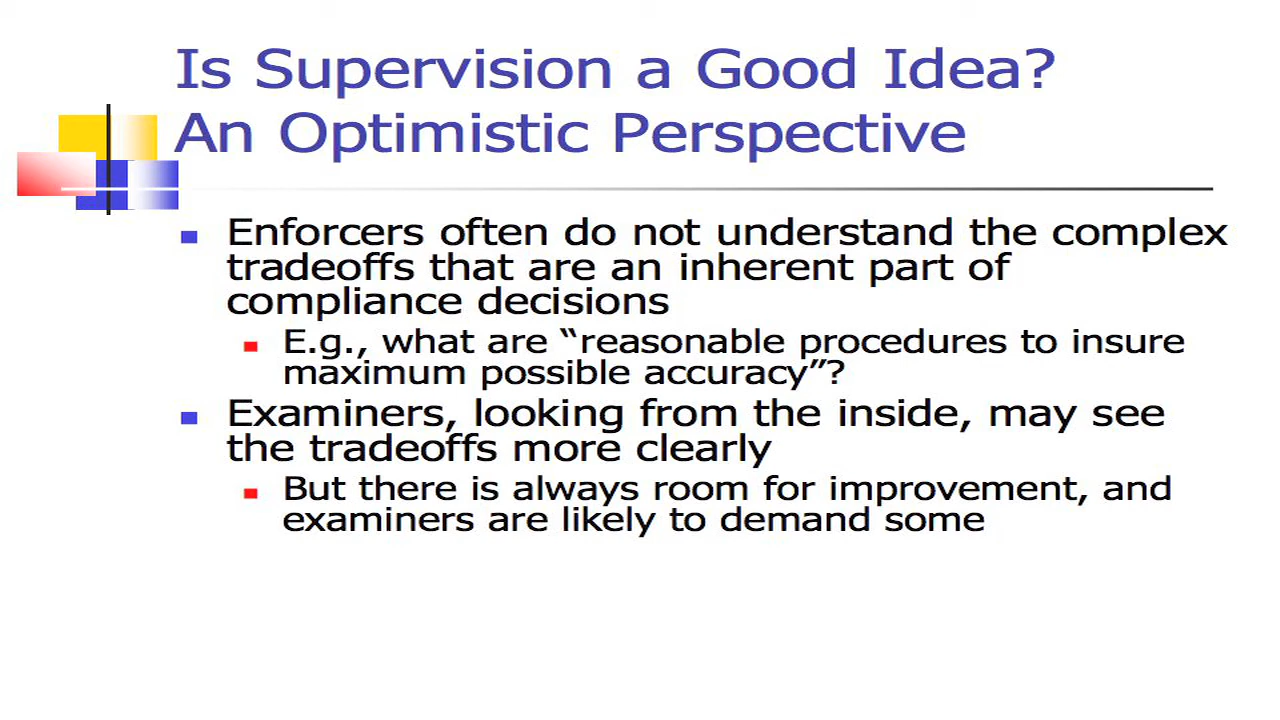 Is Supervision a Good Idea?
An Optimistic Perspective
Enforcers often do not understand the complex
tradeoffs that are an inherent part of
compliance decisions
E.g., what are “reasonable procedures to insure
maximum possible accuracy”?
Examiners, looking from the inside, may see
the tradeoffs more clearly
But there is always room for improvement, and
examiners are likely to demand some